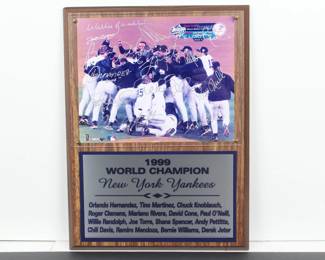 1999
WORLD CHAMPION
New York Yankees
Orlando Hernandez, Tino Martinez, Chuck Knoblauch,
Roger Clemens, Mariano Rivera, David Cone, Paul O'Neill,
Willie Randolph, Joe Torre, Shane Spencer, Andy Pettitte,
Chili Davis, Ramiro Mendoza, Bernie Williams, Derek Jeter